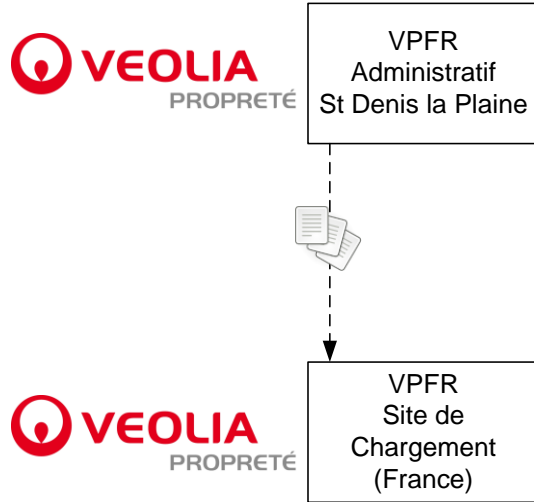 VEOLIA
PROPRETÉ
VPFR
Administratif
St Denis la Plaine
VEOLIA
PROPRETÉ
VPFR
Site de
Chargement
(France)